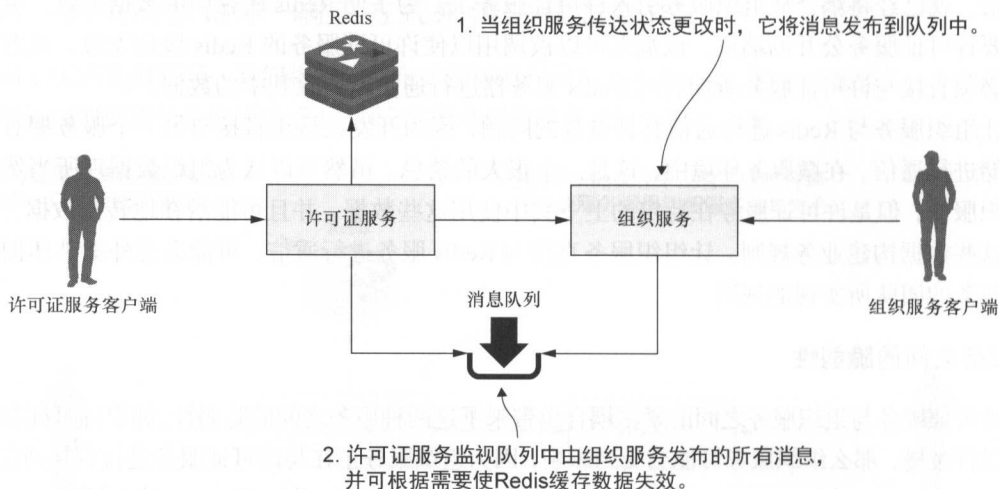 Redis
1. 当组织服务传达状态更改时，它将消息发布到队列中。
许可证服务
组织服务
许可证服务客户端
消息队列
组织服务客户端
2. 许可证服务监视队列中由组织服务发布的所有消息，
并可根据需要使Redis缓存数据失效。